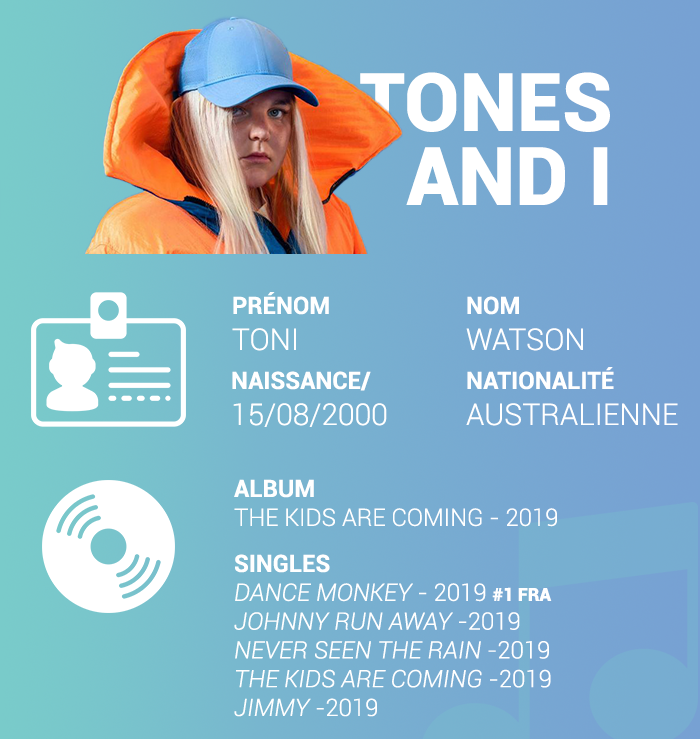 TONES
AND I
PRÉNOM
TONI
NOM
WATSON
NAISSANCE/
15/08/2000
NATIONALITÉ
AUSTRALIENNE
ALBUM
THE KIDS ARE COMING - 2019
SINGLES
DANCE MONKEY - 2019 #1 FRA
JOHNNY RUN AWAY -2019
NEVER SEEN THE RAIN -2019
THE KIDS ARE COMING -2019
JIMMY -2019